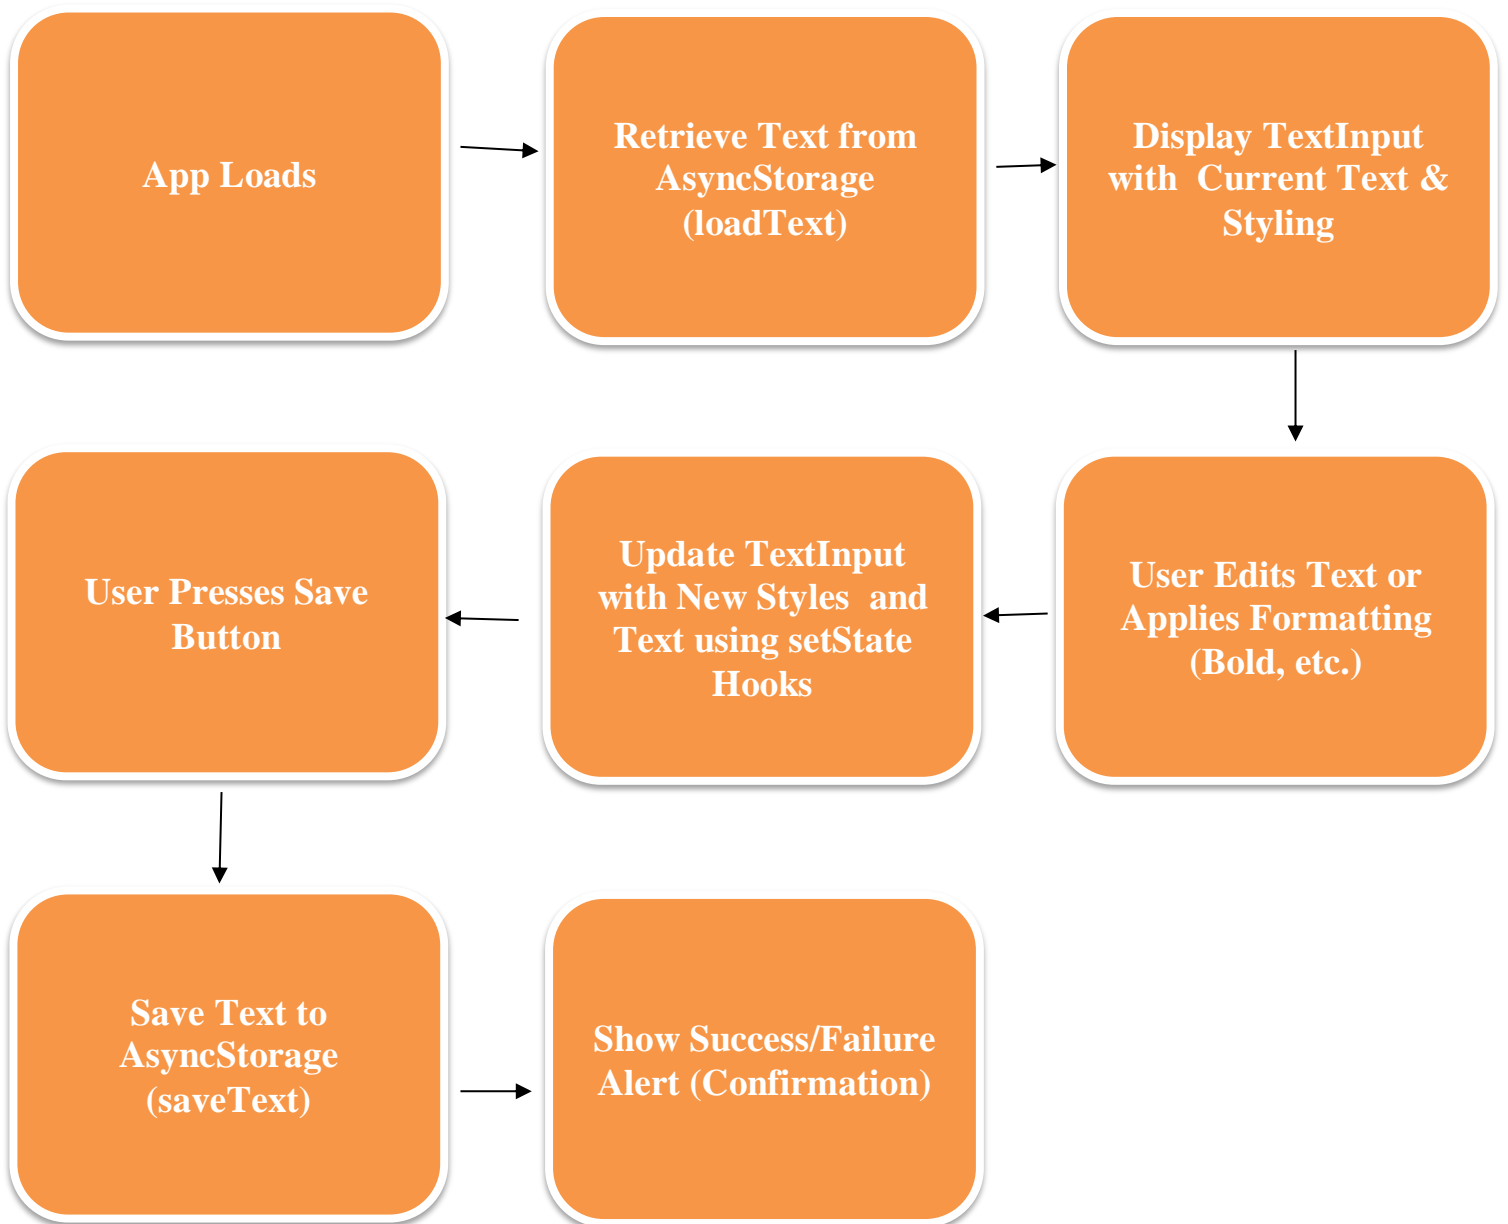 App Loads
Retrieve Text from
AsyncStorage
(loadText)
Display TextInput
with  Current Text &
Styling
User Edits Text or
Applies Formatting
(Bold, etc.)
Update TextInput
with New Styles  and
Text using setState
Hooks
User Presses Save
Button
Save Text to
AsyncStorage
(saveText)
Show Success/Failure
Alert (Confirmation)